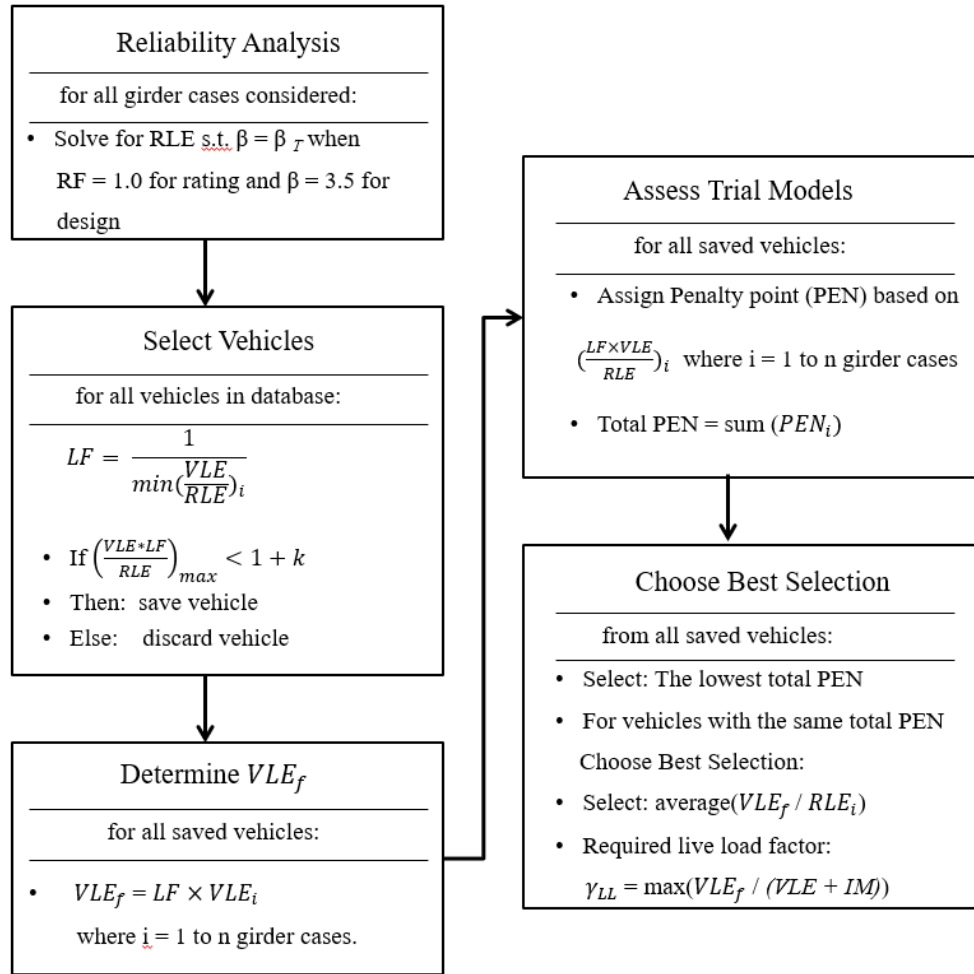 Reliability Analysis
for all girder cases considered:
• Solve for RLE s.t. β = β_T when
RF = 1.0 for rating and β = 3.5 for
design
Select Vehicles
for all vehicles in database:
LF = 1 / min(VLE/RLE)_i
• If (VLE*LF/RLE)_max < 1 + k
• Then: save vehicle
• Else: discard vehicle
Determine VLE_f
for all saved vehicles:
• VLE_f = LF × VLE_i
where i = 1 to n girder cases.
Assess Trial Models
for all saved vehicles:
• Assign Penalty point (PEN) based on
(LF×VLE/RLE)_i where i = 1 to n girder cases
• Total PEN = sum (PEN_i)
Choose Best Selection
from all saved vehicles:
• Select: The lowest total PEN
• For vehicles with the same total PEN
Choose Best Selection:
• Select: average(VLE_f / RLE_i)
• Required live load factor:
γ_LL = max(VLE_f / (VLE + IM))